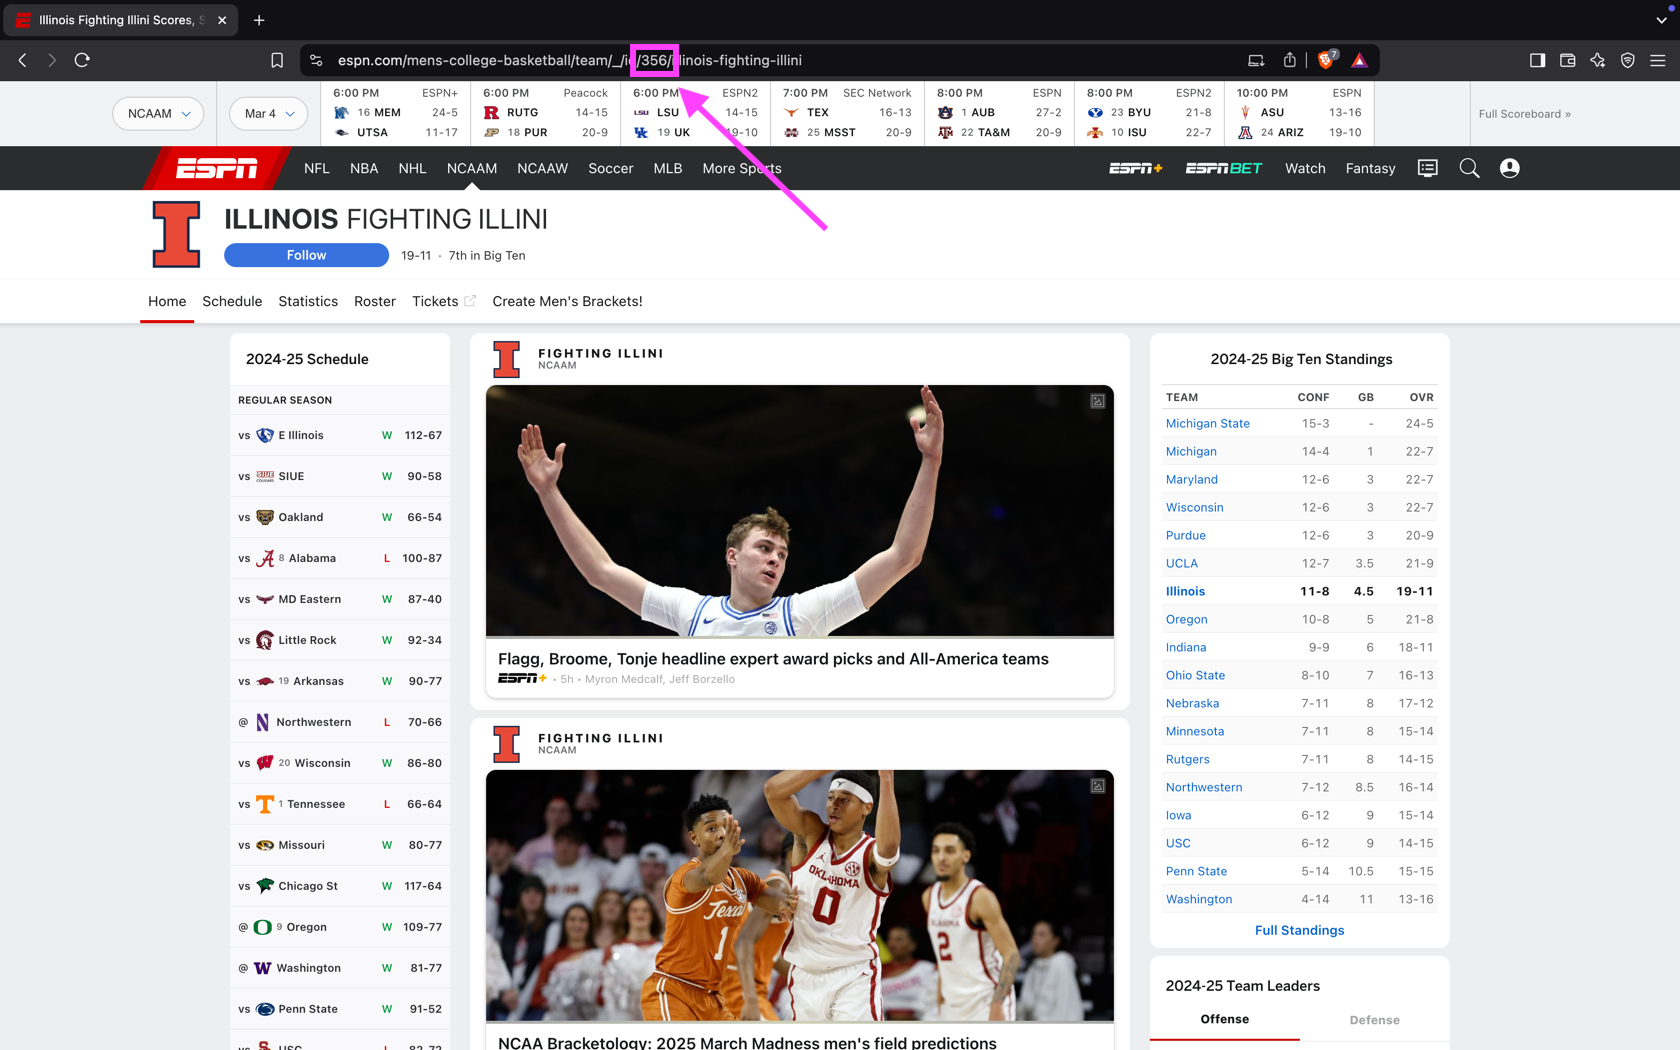 Illinois Fighting Illini Scores, S
espn.com/mens-college-basketball/team/_/id/356/illinois-fighting-illini
7
NCAAM
Mar 4
6:00 PM ESPN+
16 MEM 24-5
UTSA 11-17
6:00 PM Peacock
RUTG 14-15
18 PUR 20-9
6:00 PM ESPN2
LSU 14-15
19 UK 19-10
7:00 PM SEC Network
TEX 16-13
25 MSST 20-9
8:00 PM ESPN
1 AUB 27-2
22 TA&M 20-9
8:00 PM ESPN2
23 BYU 21-8
10 ISU 22-7
10:00 PM ESPN
ASU 13-16
24 ARIZ 19-10
Full Scoreboard »
ESPN NFL NBA NHL NCAAM NCAAW Soccer MLB More Sports ESPN+ ESPN BET Watch Fantasy
ILLINOIS FIGHTING ILLINI
Follow 19-11 • 7th in Big Ten
Home Schedule Statistics Roster Tickets Create Men's Brackets!
2024-25 Schedule
REGULAR SEASON
vs E Illinois W 112-67
vs SIUE W 90-58
vs Oakland W 66-54
vs 8 Alabama L 100-87
vs MD Eastern W 87-40
vs Little Rock W 92-34
vs 19 Arkansas W 90-77
@ Northwestern L 70-66
vs 20 Wisconsin W 86-80
vs 1 Tennessee L 66-64
vs Missouri W 80-77
vs Chicago St W 117-64
@ 9 Oregon W 109-77
@ Washington W 81-77
vs Penn State W 91-52
vs USC L 82-72
FIGHTING ILLINI
NCAAM
Flagg, Broome, Tonje headline expert award picks and All-America teams
ESPN+ • 5h • Myron Medcalf, Jeff Borzello
FIGHTING ILLINI
NCAAM
Texas
1
OKLAHOMA
0
2
NCAA Bracketology: 2025 March Madness men's field predictions
2024-25 Big Ten Standings
TEAM CONF GB OVR
Michigan State 15-3 - 24-5
Michigan 14-4 1 22-7
Maryland 12-6 3 22-7
Wisconsin 12-6 3 22-7
Purdue 12-6 3 20-9
UCLA 12-7 3.5 21-9
Illinois 11-8 4.5 19-11
Oregon 10-8 5 21-8
Indiana 9-9 6 18-11
Ohio State 8-10 7 16-13
Nebraska 7-11 8 17-12
Minnesota 7-11 8 15-14
Rutgers 7-11 8 14-15
Northwestern 7-12 8.5 16-14
Iowa 6-12 9 15-14
USC 6-12 9 14-15
Penn State 5-14 10.5 15-15
Washington 4-14 11 13-16
Full Standings
2024-25 Team Leaders
Offense Defense